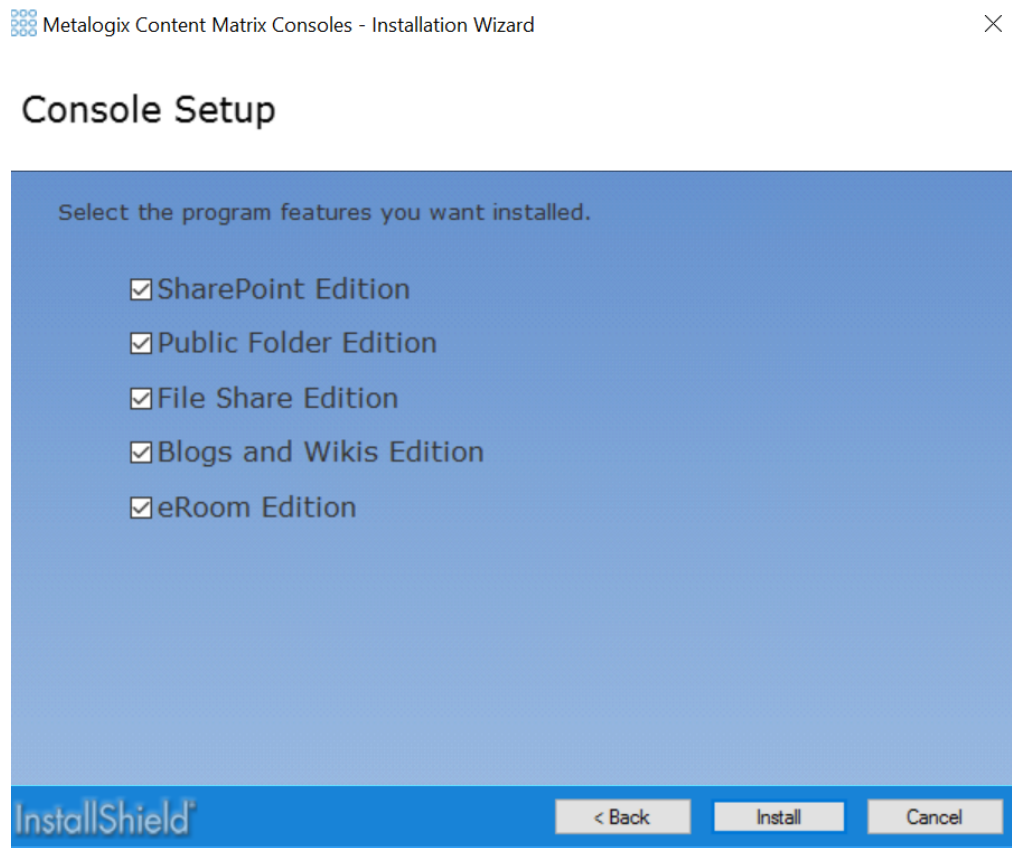 Metalogix Content Matrix Consoles - Installation Wizard
Console Setup
Select the program features you want installed.
SharePoint Edition
Public Folder Edition
File Share Edition
Blogs and Wikis Edition
eRoom Edition
InstallShield
< Back
Install
Cancel